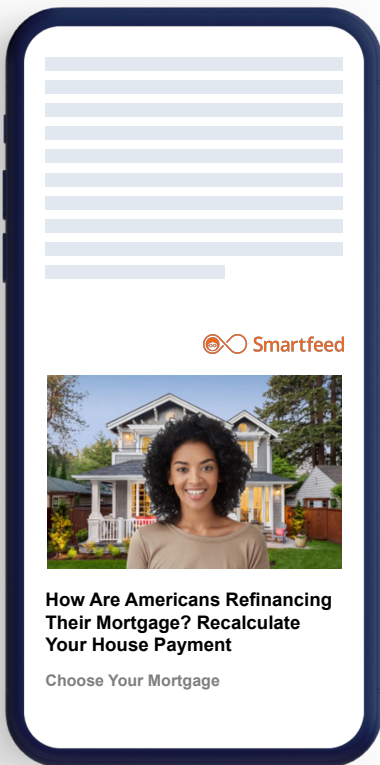 Smartfeed
How Are Americans Refinancing
Their Mortgage? Recalculate
Your House Payment
Choose Your Mortgage